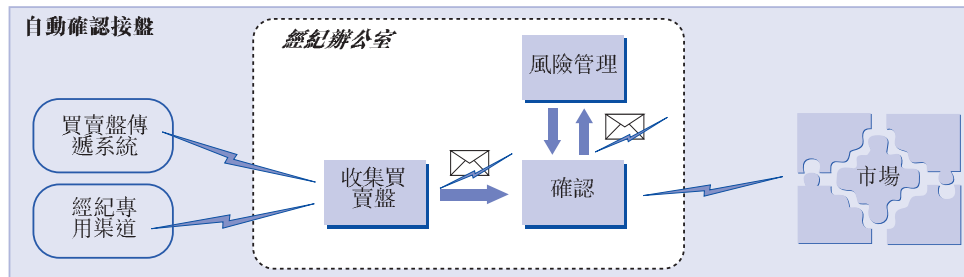 自動確認接盤
經紀辦公室
風險管理
買賣盤傳
遞系統
收集買
賣盤
確認
市場
經紀專
用渠道